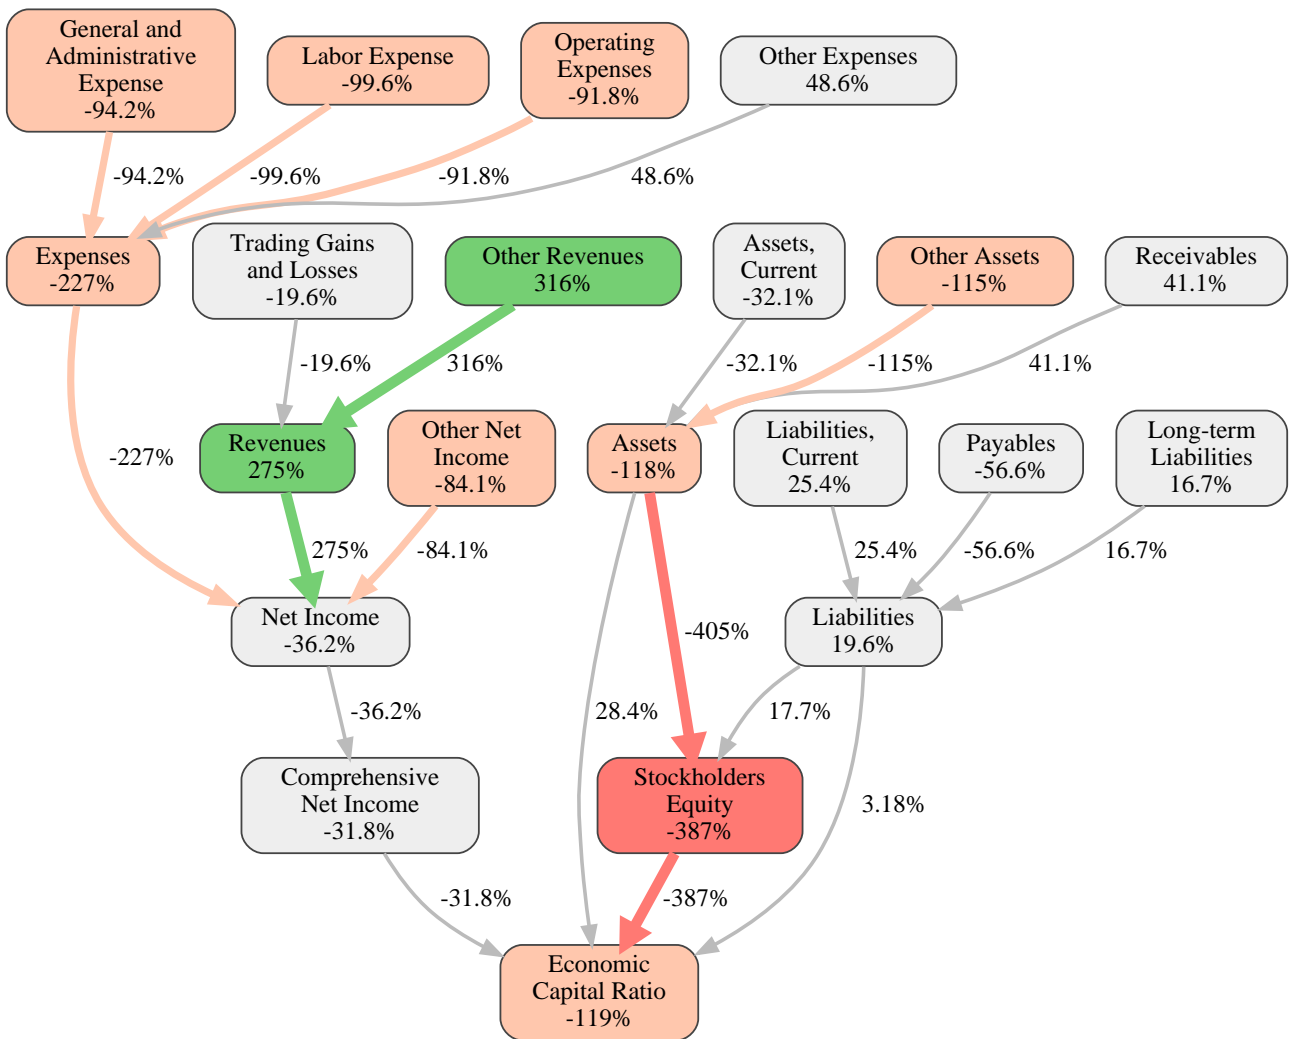 General and
Administrative
Expense
-94.2%
Labor Expense
-99.6%
Operating
Expenses
-91.8%
Other Expenses
48.6%
-94.2%
-99.6%
-91.8%
48.6%
Expenses
-227%
Trading Gains
and Losses
-19.6%
Other Revenues
316%
Assets,
Current
-32.1%
Other Assets
-115%
Receivables
41.1%
-19.6%
316%
-32.1%
-115%
41.1%
-227%
Revenues
275%
Other Net
Income
-84.1%
Assets
-118%
Liabilities,
Current
25.4%
Payables
-56.6%
Long-term
Liabilities
16.7%
275%
-84.1%
25.4%
-56.6%
16.7%
Net Income
-36.2%
-405%
Liabilities
19.6%
-36.2%
28.4%
17.7%
Comprehensive
Net Income
-31.8%
Stockholders
Equity
-387%
3.18%
-31.8%
-387%
Economic
Capital Ratio
-119%